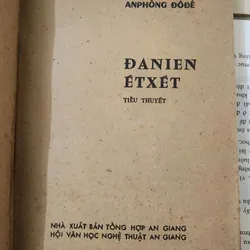 ANPHÔNG ĐÔĐÊ
ĐANIEN
ÉTXÉT
TIỂU THUYẾT
NHÀ XUẤT BẢN TỔNG HỢP AN GIANG
HỘI VĂN HỌC NGHỆ THUẬT AN GIANG